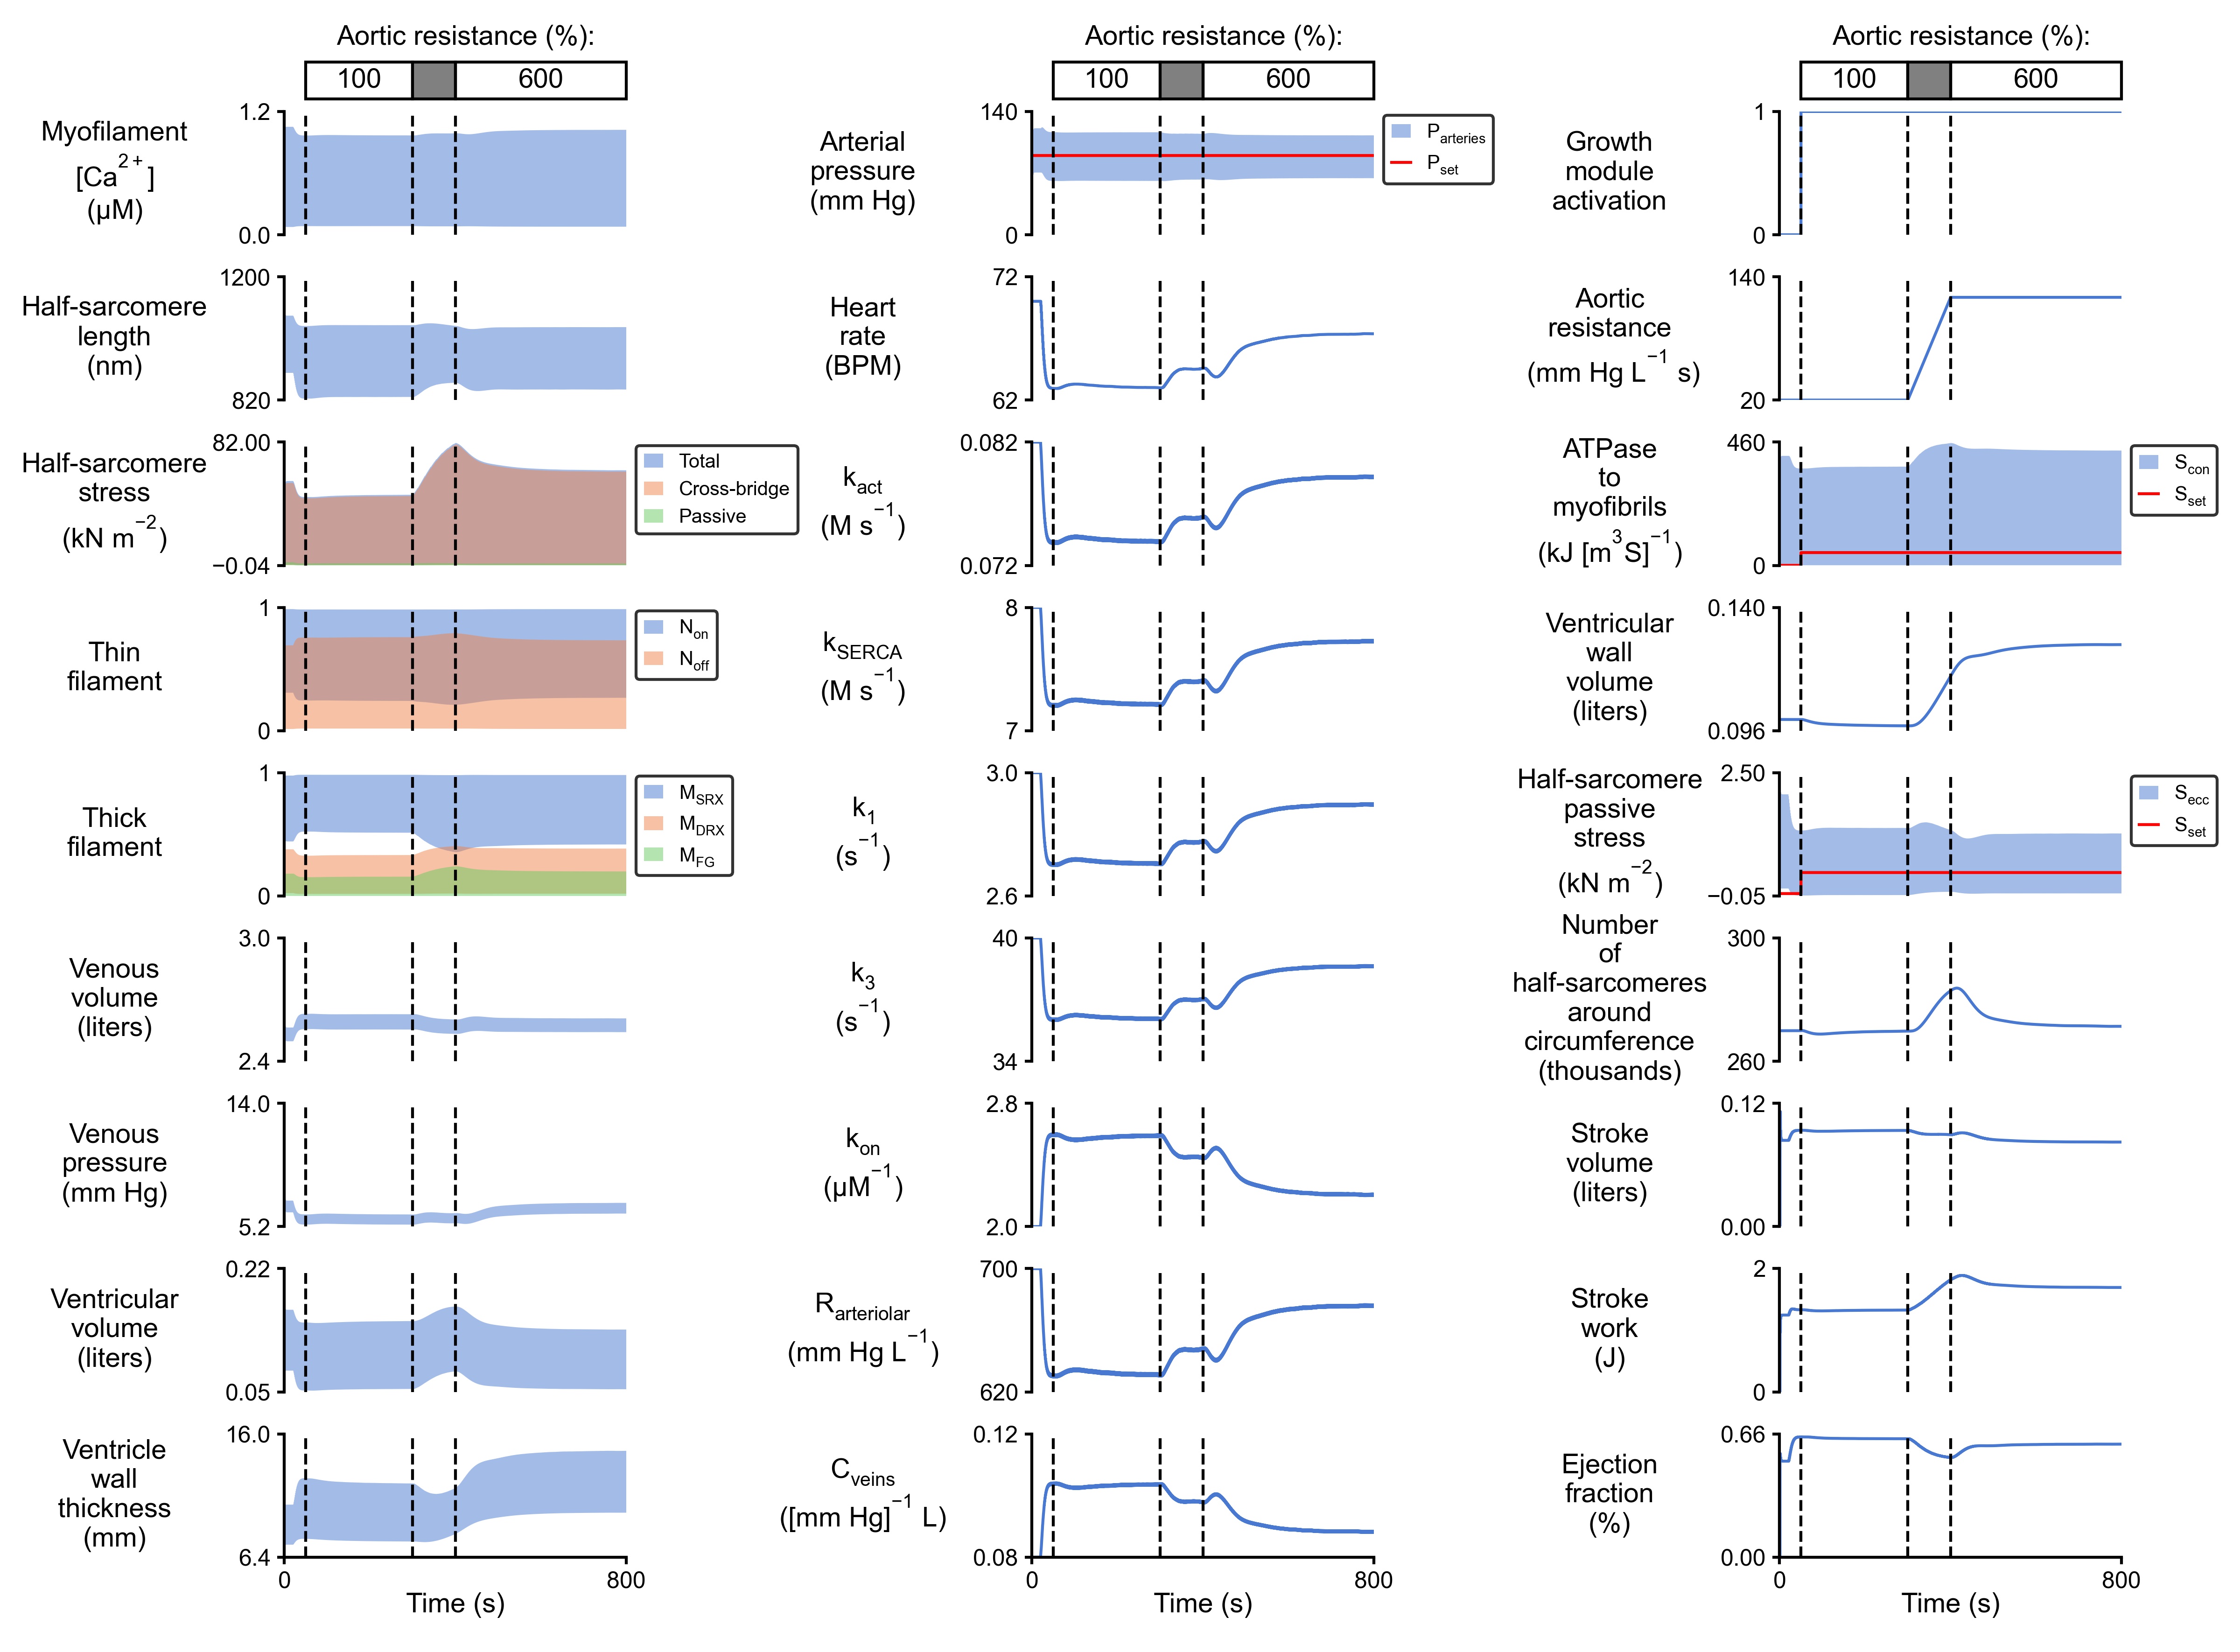 Aortic resistance (%):
100
600
Myofilament
[Ca2+]
(μM)
1.2
0.0
Half-sarcomere
length
(nm)
1200
820
Half-sarcomere
stress
(kN m−2)
82.00
−0.04
Total
Cross-bridge
Passive
Thin
filament
1
0
Non
Noff
Thick
filament
1
0
MSRX
MDRX
MFG
Venous
volume
(liters)
3.0
2.4
Venous
pressure
(mm Hg)
14.0
5.2
Ventricular
volume
(liters)
0.22
0.05
Ventricle
wall
thickness
(mm)
16.0
6.4
0
800
Time (s)
Aortic resistance (%):
100
600
Arterial
pressure
(mm Hg)
140
0
Parteries
Pset
Heart
rate
(BPM)
72
62
kact
(M s−1)
0.082
0.072
kSERCA
(M s−1)
8
7
k1
(s−1)
3.0
2.6
k3
(s−1)
40
34
kon
(μM−1)
2.8
2.0
Rarteriolar
(mm Hg L−1)
700
620
Cveins
([mm Hg]−1 L)
0.12
0.08
0
800
Time (s)
Aortic resistance (%):
100
600
Growth
module
activation
1
0
Aortic
resistance
(mm Hg L−1 s)
140
20
ATPase
to
myofibrils
(kJ [m3S]−1)
460
0
Scon
Sset
Ventricular
wall
volume
(liters)
0.140
0.096
Half-sarcomere
passive
stress
(kN m−2)
2.50
−0.05
Secc
Sset
Number
of
half-sarcomeres
around
circumference
(thousands)
300
260
Stroke
volume
(liters)
0.12
0.00
Stroke
work
(J)
2
0
Ejection
fraction
(%)
0.66
0.00
0
800
Time (s)